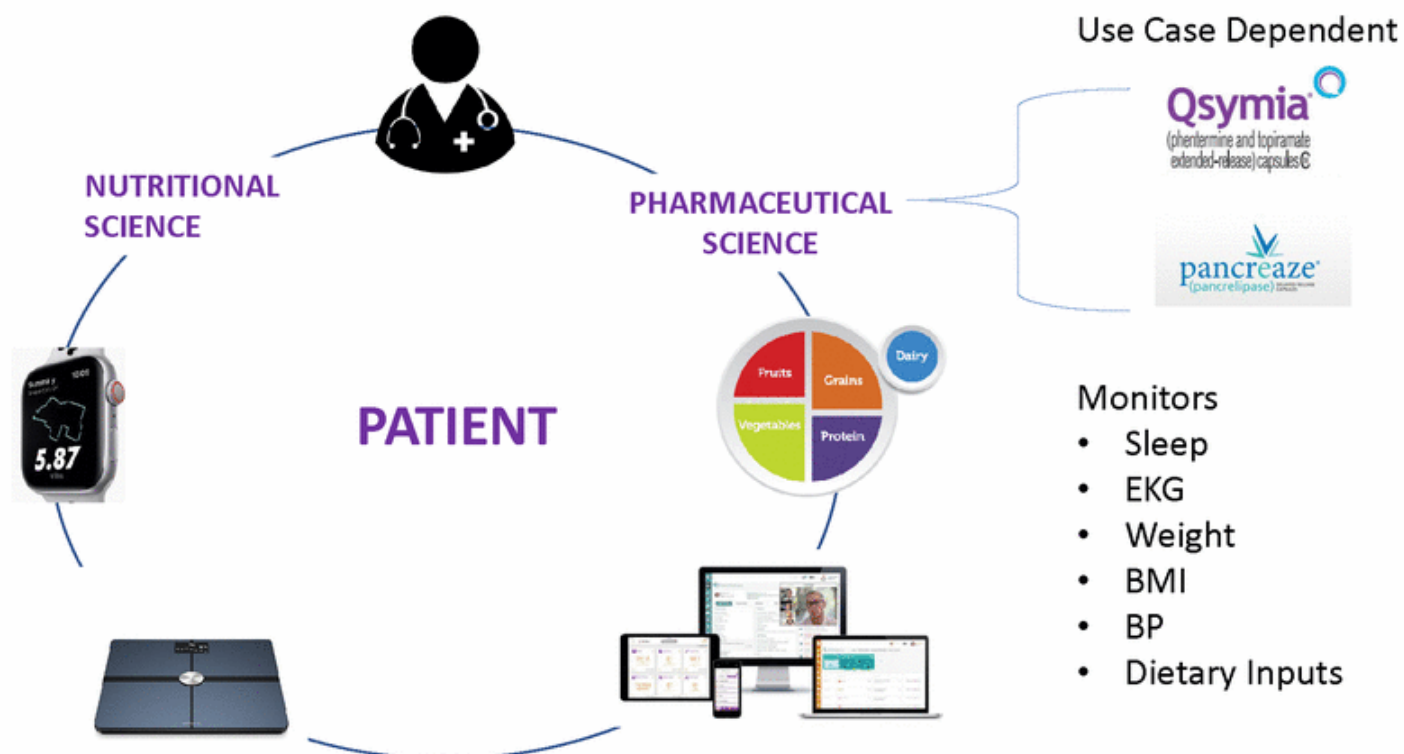 Use Case Dependent
Qsymia
(phentermine and topiramate
extended-release) capsules
NUTRITIONAL
SCIENCE
PHARMACEUTICAL
SCIENCE
pancreaze
(pancrelipase)
5.87
PATIENT
Fruits
Grains
Dairy
Vegetables
Protein
Monitors
• Sleep
• EKG
• Weight
• BMI
• BP
• Dietary Inputs